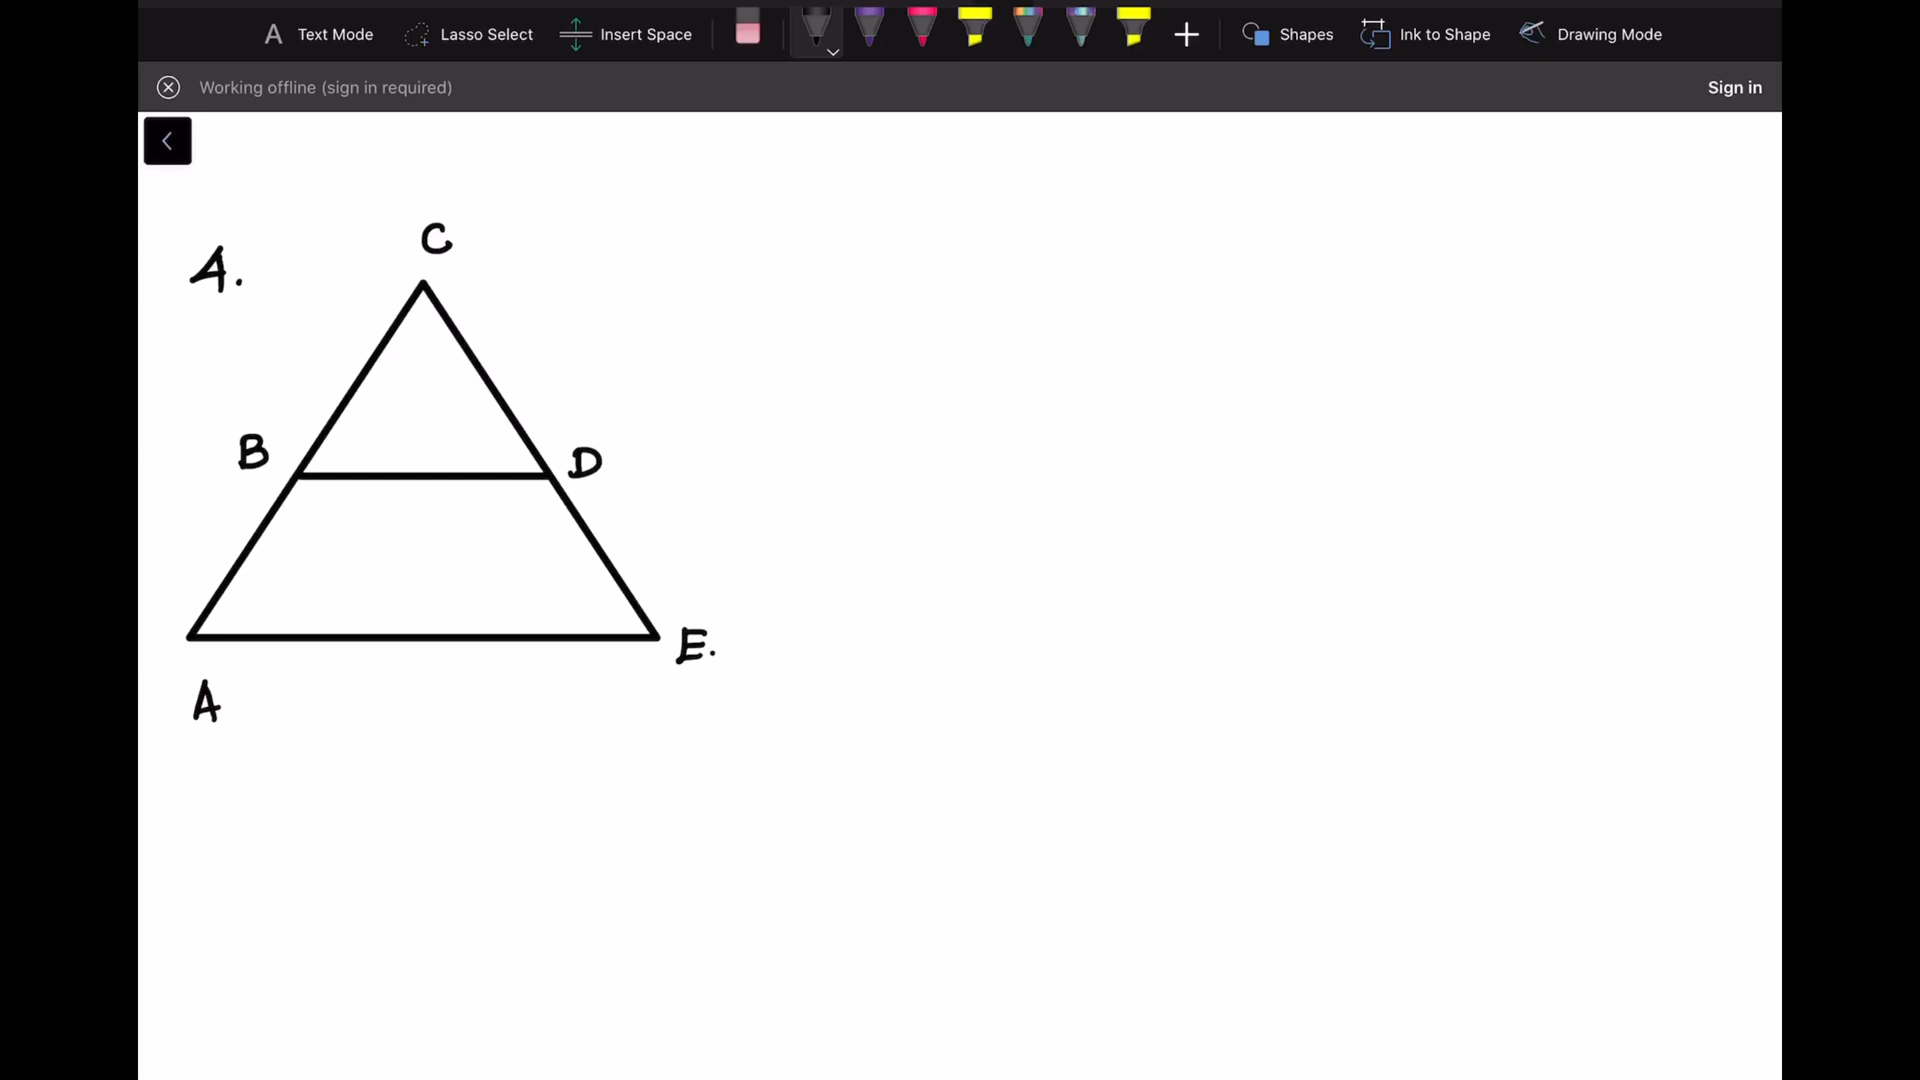 A Text Mode Lasso Select Insert Space Shapes Ink to Shape Drawing Mode
Working offline (sign in required) Sign in
C
4.
B
D
E.
A